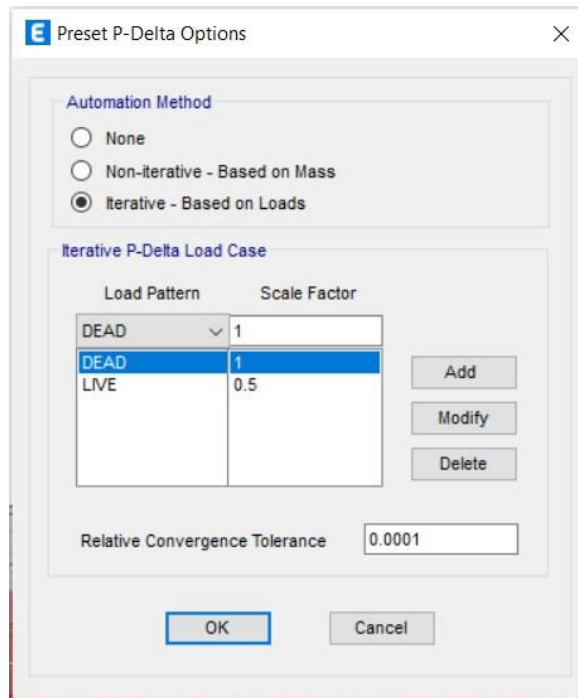 E Preset P-Delta Options
Automation Method
None
Non-iterative - Based on Mass
Iterative - Based on Loads
Iterative P-Delta Load Case
Load Pattern Scale Factor
DEAD 1
DEAD 1
LIVE 0.5
Add
Modify
Delete
Relative Convergence Tolerance 0.0001
OK Cancel